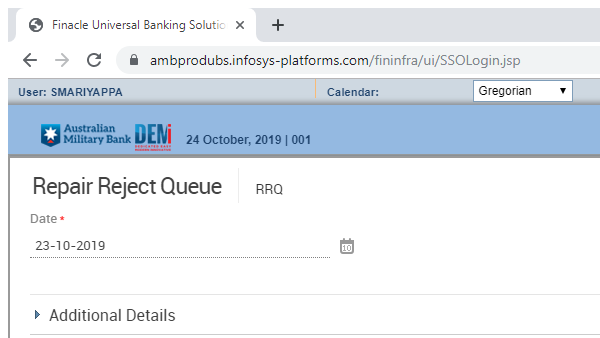 Finacle Universal Banking Solutio
ambprodubs.infosys-platforms.com/fininfra/ui/SSOLogin.jsp
User: SMARIYAPPA Calendar: Gregorian
Australian
Military Bank
24 October, 2019 | 001
Repair Reject Queue RRQ
Date *
23-10-2019
10
Additional Details